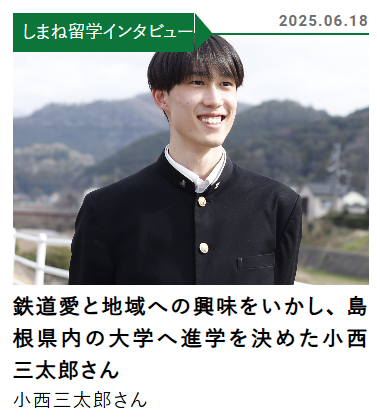 2025.06.18
しまね留学インタビュー
鉄道愛と地域への興味をいかし、島
根県内の大学へ進学を決めた小西
三太郎さん
小西三太郎さん